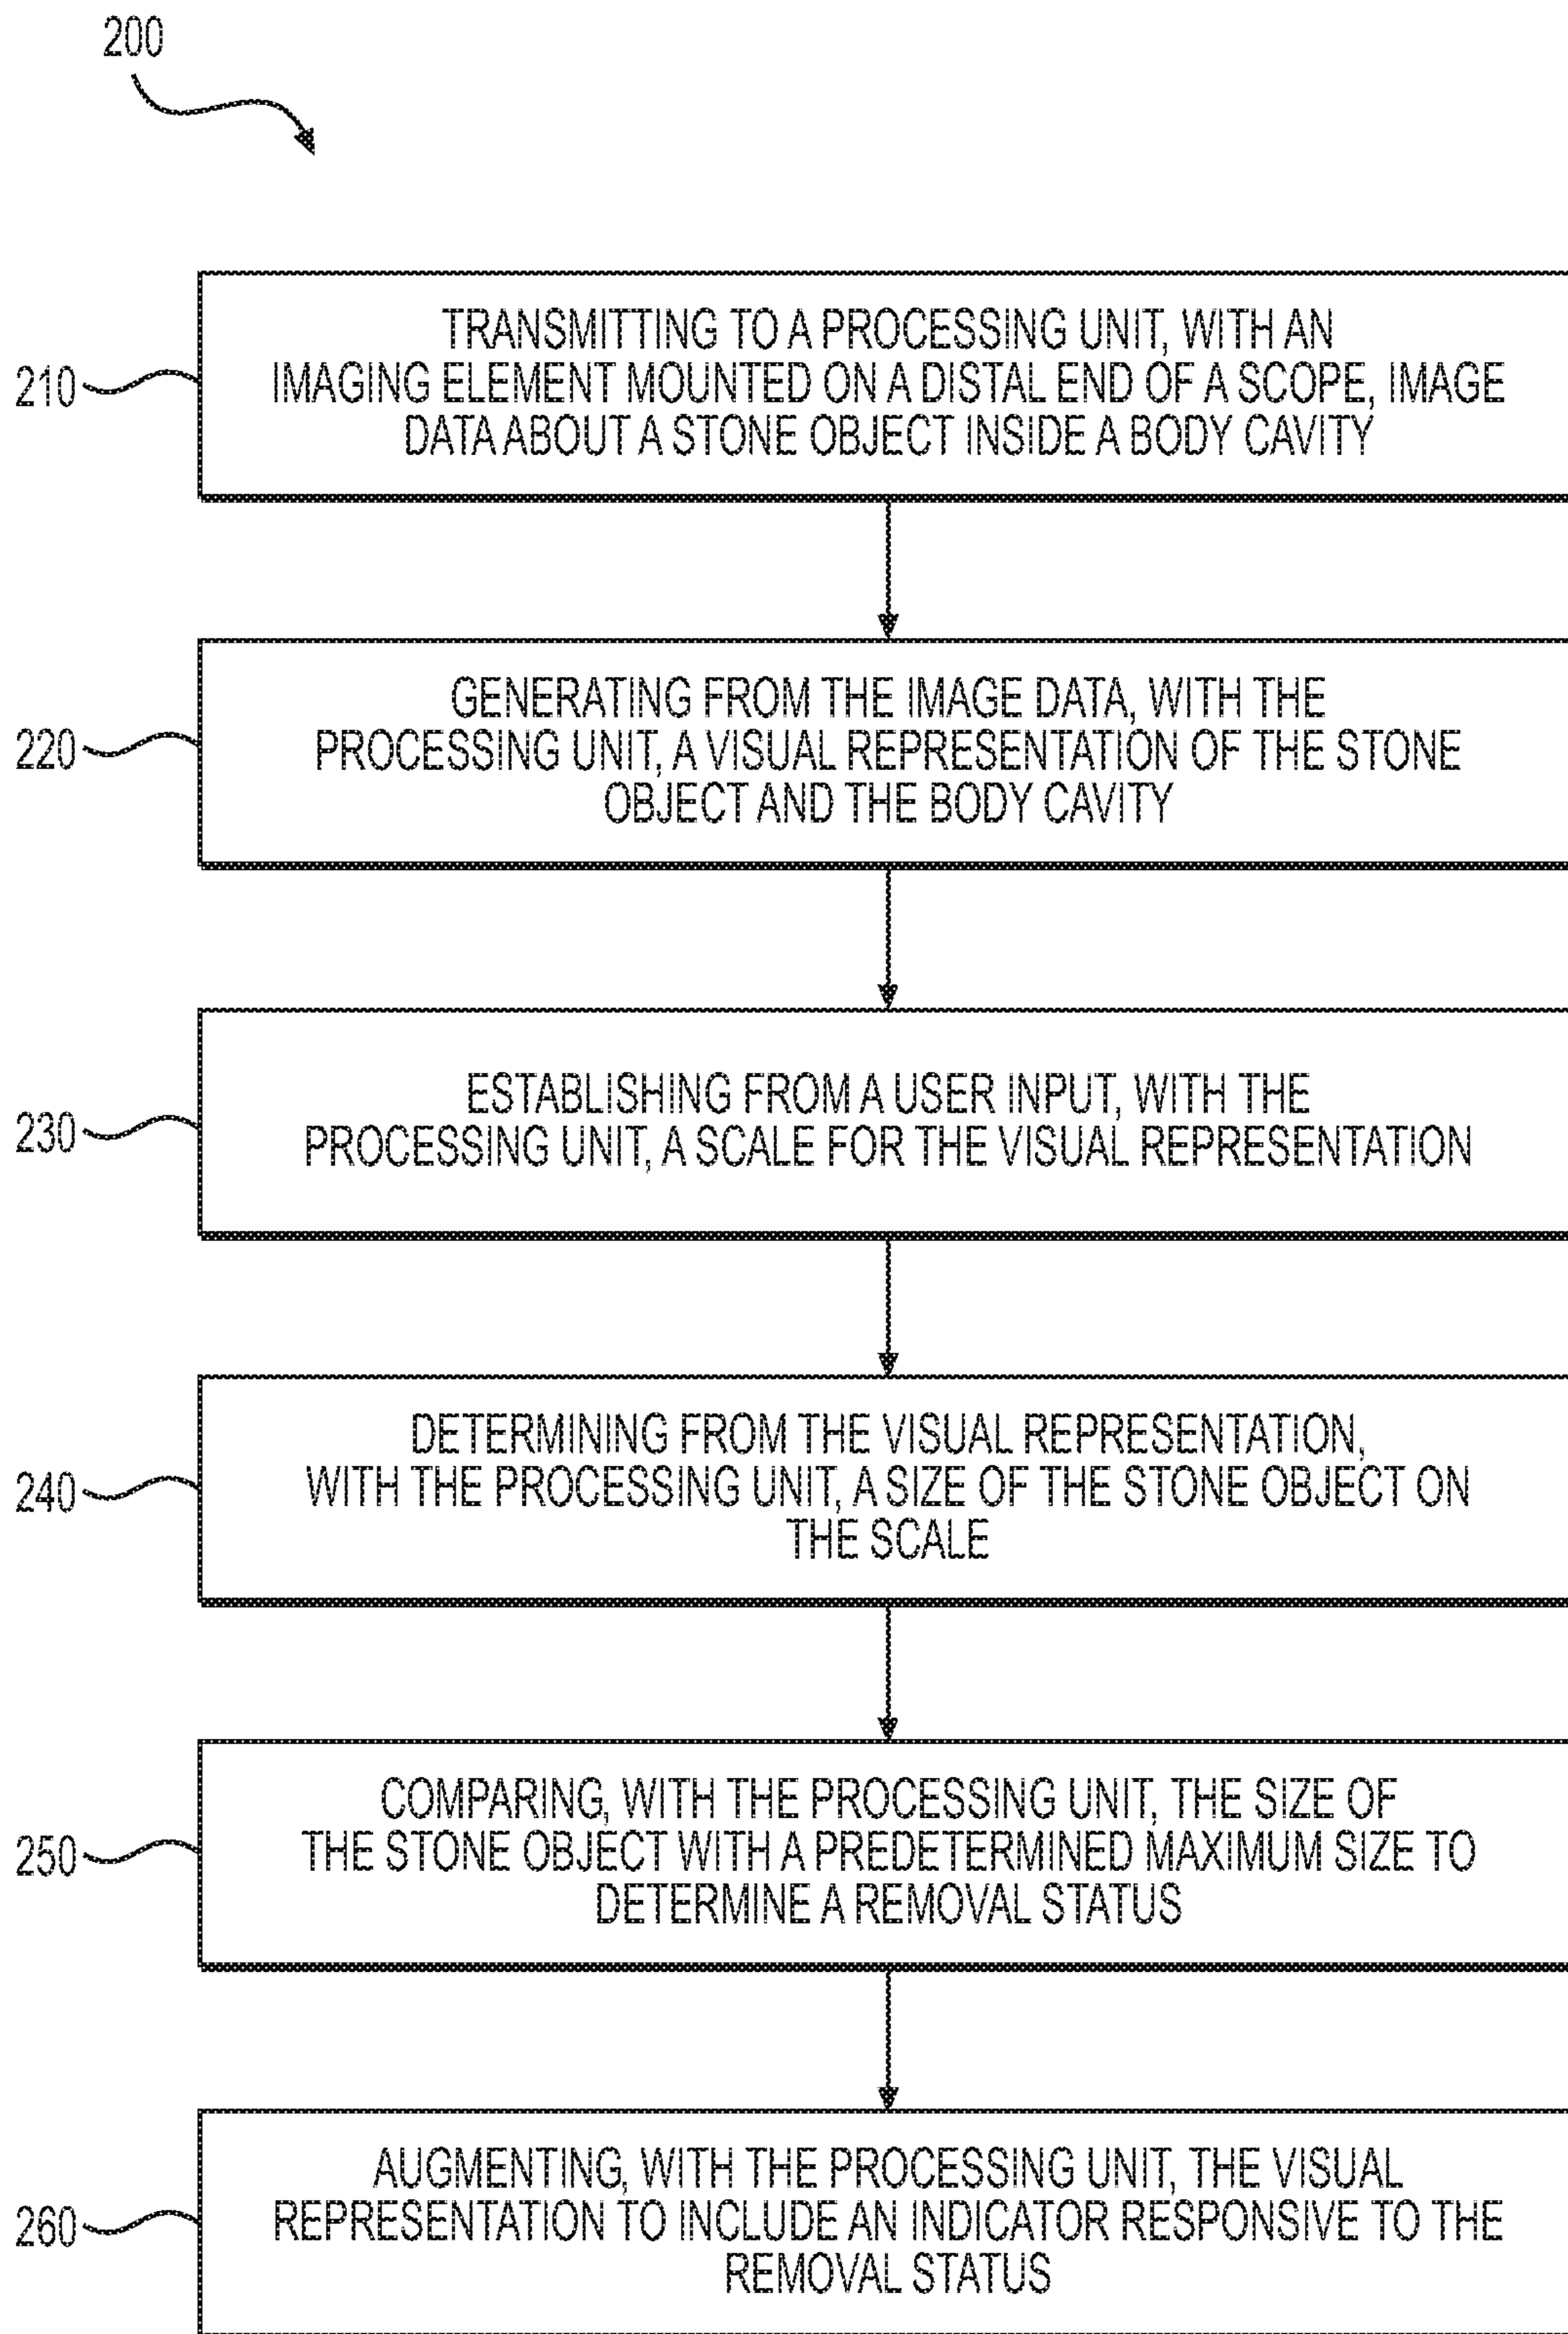 200
210
TRANSMITTING TO A PROCESSING UNIT, WITH AN
IMAGING ELEMENT MOUNTED ON A DISTAL END OF A SCOPE, IMAGE
DATA ABOUT A STONE OBJECT INSIDE A BODY CAVITY
220
GENERATING FROM THE IMAGE DATA, WITH THE
PROCESSING UNIT, A VISUAL REPRESENTATION OF THE STONE
OBJECT AND THE BODY CAVITY
230
ESTABLISHING FROM A USER INPUT, WITH THE
PROCESSING UNIT, A SCALE FOR THE VISUAL REPRESENTATION
240
DETERMINING FROM THE VISUAL REPRESENTATION,
WITH THE PROCESSING UNIT, A SIZE OF THE STONE OBJECT ON
THE SCALE
250
COMPARING, WITH THE PROCESSING UNIT, THE SIZE OF
THE STONE OBJECT WITH A PREDETERMINED MAXIMUM SIZE TO
DETERMINE A REMOVAL STATUS
260
AUGMENTING, WITH THE PROCESSING UNIT, THE VISUAL
REPRESENTATION TO INCLUDE AN INDICATOR RESPONSIVE TO THE
REMOVAL STATUS